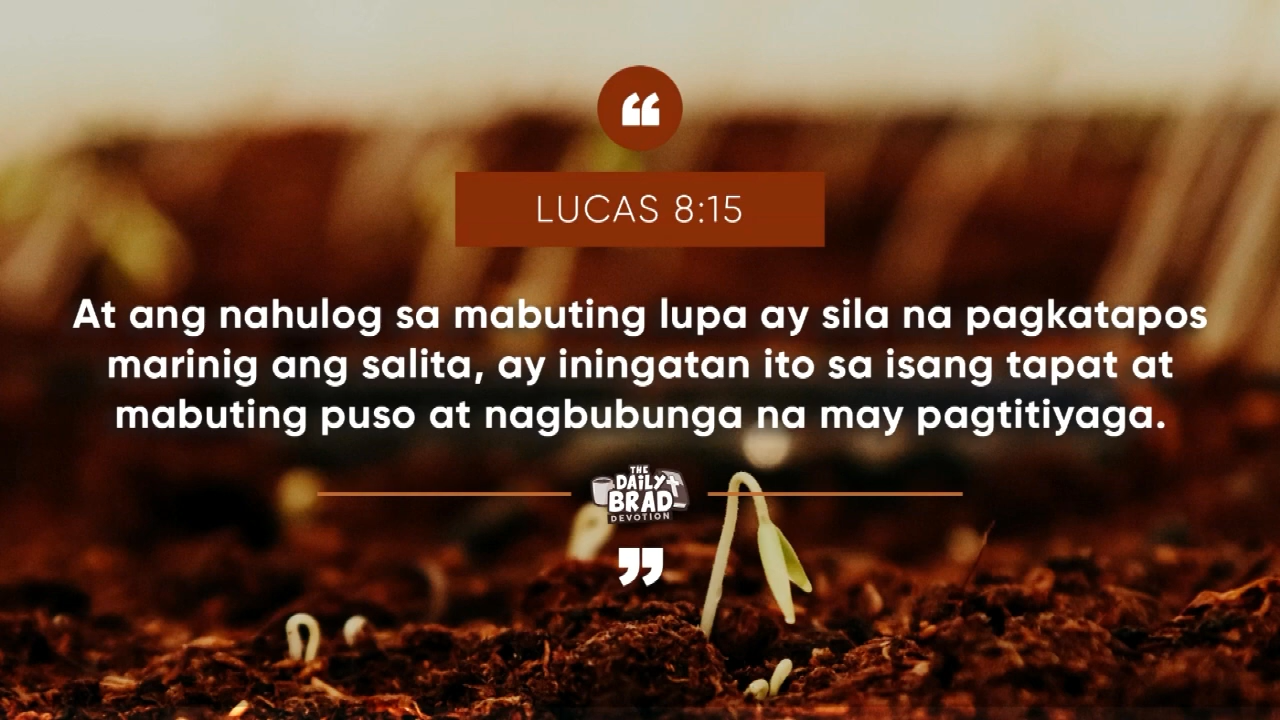 ❝
LUCAS 8:15
At ang nahulog sa mabuting lupa ay sila na pagkatapos
marinig ang salita, ay iningatan ito sa isang tapat at
mabuting puso at nagbubunga na may pagtitiyaga.
THE
DAILY
BRAD
DEVOTION
❞